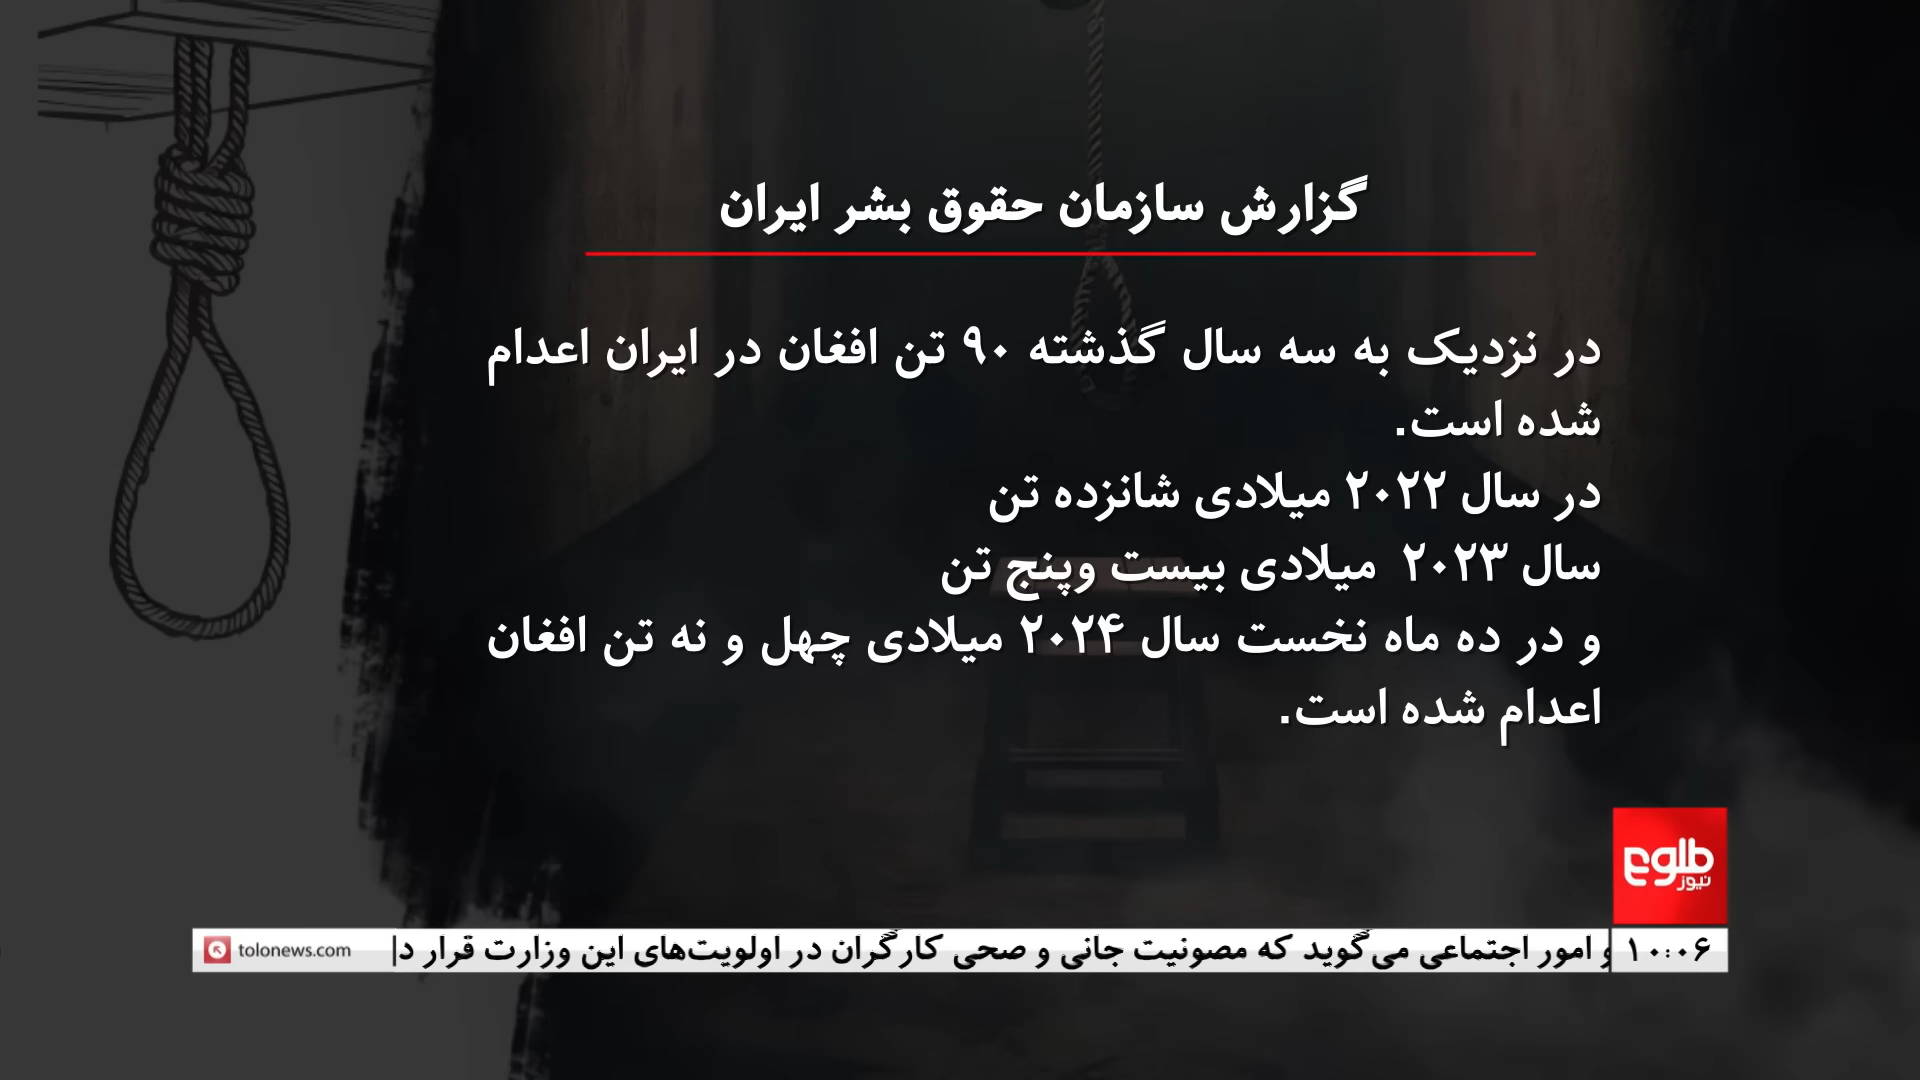 گزارش سازمان حقوق بشر ایران
در نزدیک به سه سال گذشته ۹۰ تن افغان در ایران اعدام
شده است.
در سال ۲۰۲۲ میلادی شانزده تن
سال ۲۰۲۳ میلادی بیست وپنج تن
و در ده ماه نخست سال ۲۰۲۴ میلادی چهل و نه تن افغان
اعدام شده است.
طلوع
نیوز
۱۰:۰۶
و امور اجتماعی می‌گوید که مصونیت جانی و صحی کارگران در اولویت‌های این وزارت قرار دا
tolonews.com